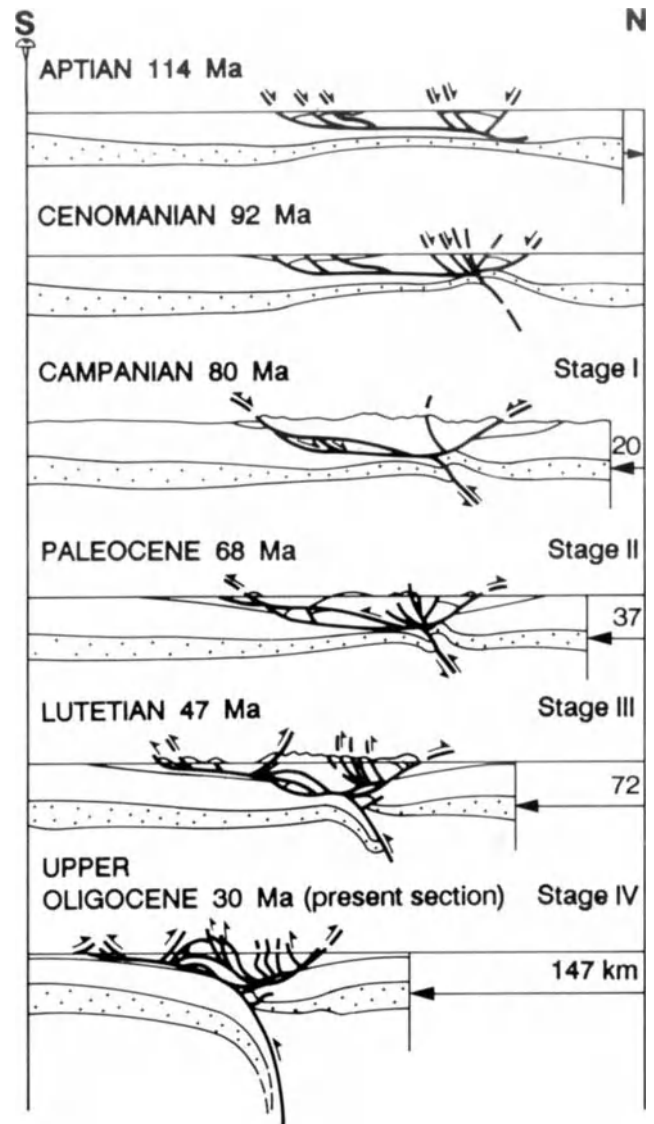 S N
APTIAN 114 Ma
CENOMANIAN 92 Ma
CAMPANIAN 80 Ma Stage I
20
PALEOCENE 68 Ma Stage II
37
LUTETIAN 47 Ma Stage III
72
UPPER
OLIGOCENE 30 Ma (present section) Stage IV
147 km